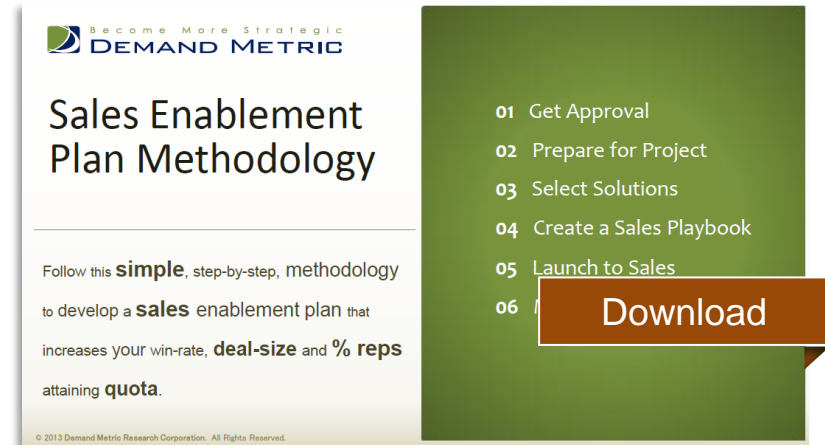 Become More Strategic
DEMAND METRIC
Sales Enablement
Plan Methodology
Follow this simple, step-by-step, methodology
to develop a sales enablement plan that
increases your win-rate, deal-size and % reps
attaining quota.
© 2013 Demand Metric Research Corporation. All Rights Reserved.
01 Get Approval
02 Prepare for Project
03 Select Solutions
04 Create a Sales Playbook
05 Launch to Sales
06
Download